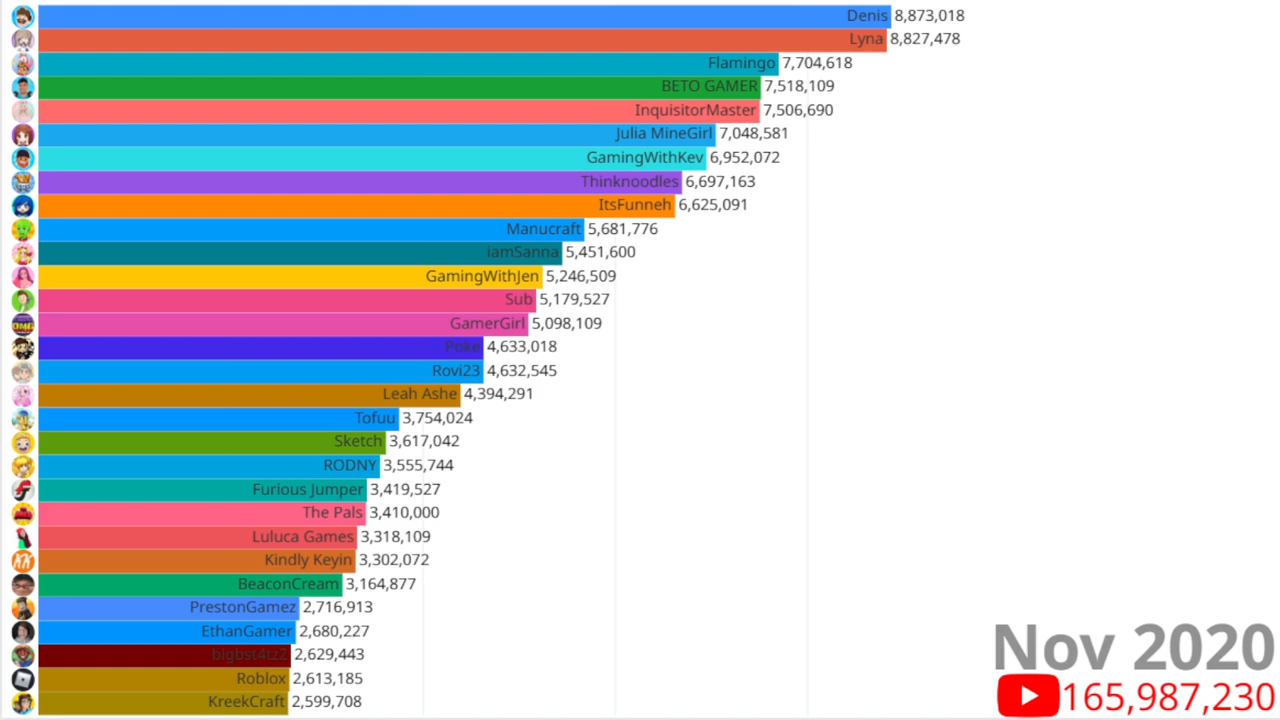 Denis 8,873,018
Lyna 8,827,478
Flamingo 7,704,618
BETO GAMER 7,518,109
InquisitorMaster 7,506,690
Julia MineGirl 7,048,581
GamingWithKev 6,952,072
Thinknoodles 6,697,163
ItsFunneh 6,625,091
Manucraft 5,681,776
iamSanna 5,451,600
GamingWithJen 5,246,509
Sub 5,179,527
GamerGirl 5,098,109
Poke 4,633,018
Rovi23 4,632,545
Leah Ashe 4,394,291
Tofuu 3,754,024
Sketch 3,617,042
RODNY 3,555,744
Furious Jumper 3,419,527
The Pals 3,410,000
Luluca Games 3,318,109
Kindly Keyin 3,302,072
BeaconCream 3,164,877
PrestonGamez 2,716,913
EthanGamer 2,680,227
bigbst4tz2 2,629,443
Roblox 2,613,185
KreekCraft 2,599,708
Nov 2020
165,987,230